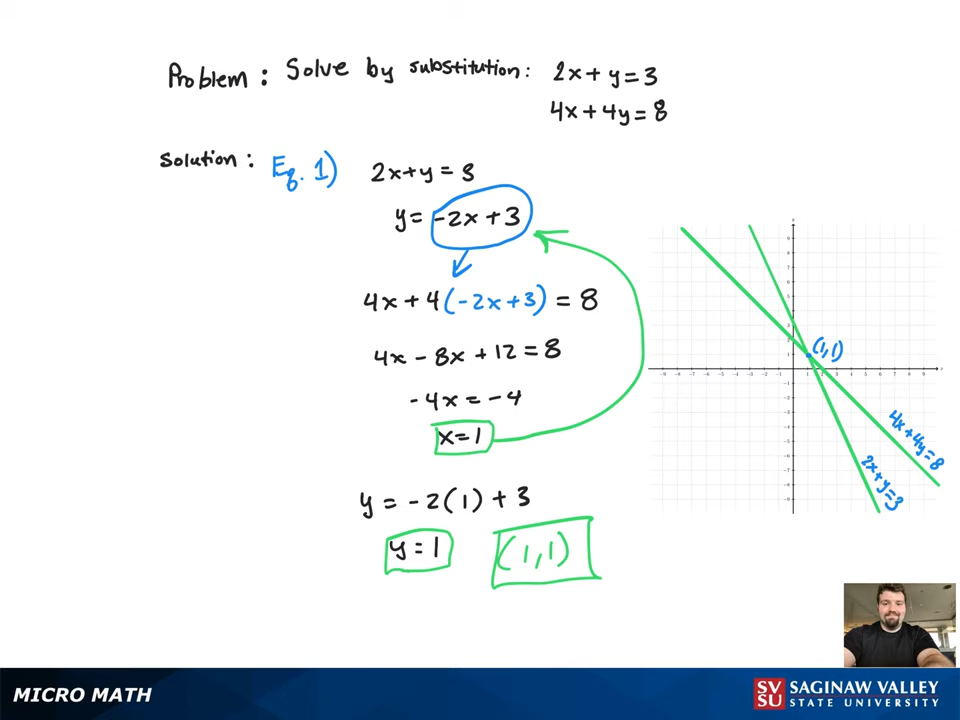 Problem: Solve by substitution: 2x + y = 3
4x + 4y = 8
Solution: Eq. 1) 2x + y = 3
y = -2x + 3
4x + 4(-2x + 3) = 8
4x - 8x + 12 = 8
-4x = -4
x = 1
y = -2(1) + 3
y = 1 (1,1)
(1,1)
4x + 4y = 8
2x + y = 3
MICRO MATH
SV SU SAGINAW VALLEY
STATE UNIVERSITY